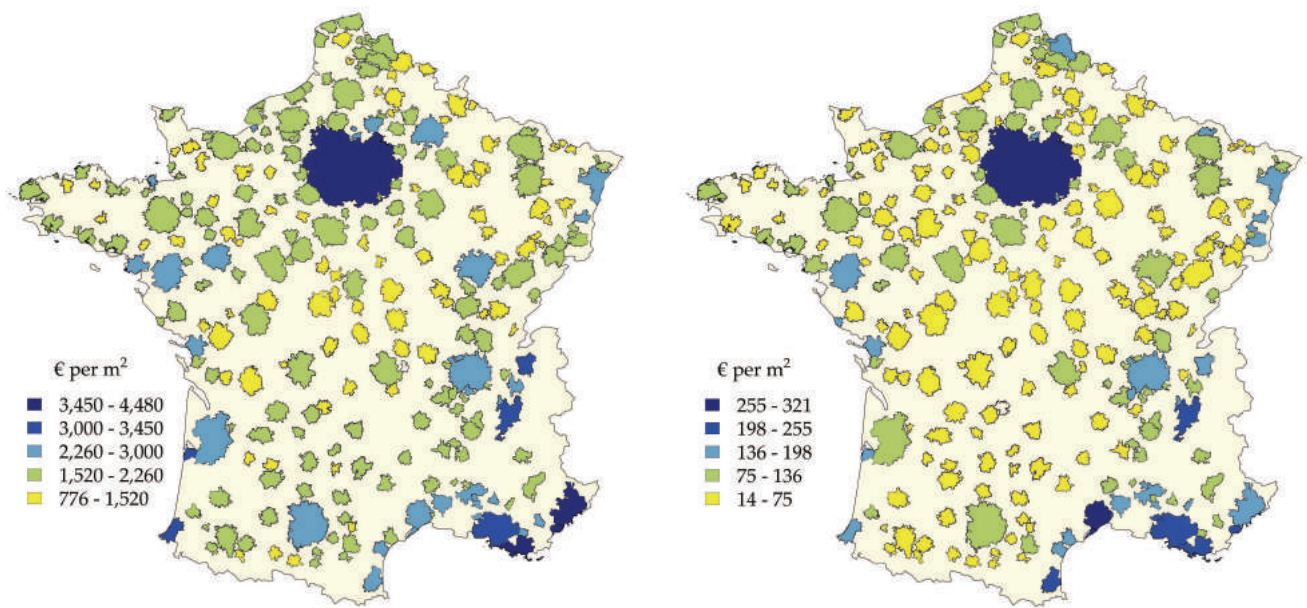 € per m²
3,450 - 4,480
3,000 - 3,450
2,260 - 3,000
1,520 - 2,260
776 - 1,520
€ per m²
255 - 321
198 - 255
136 - 198
75 - 136
14 - 75